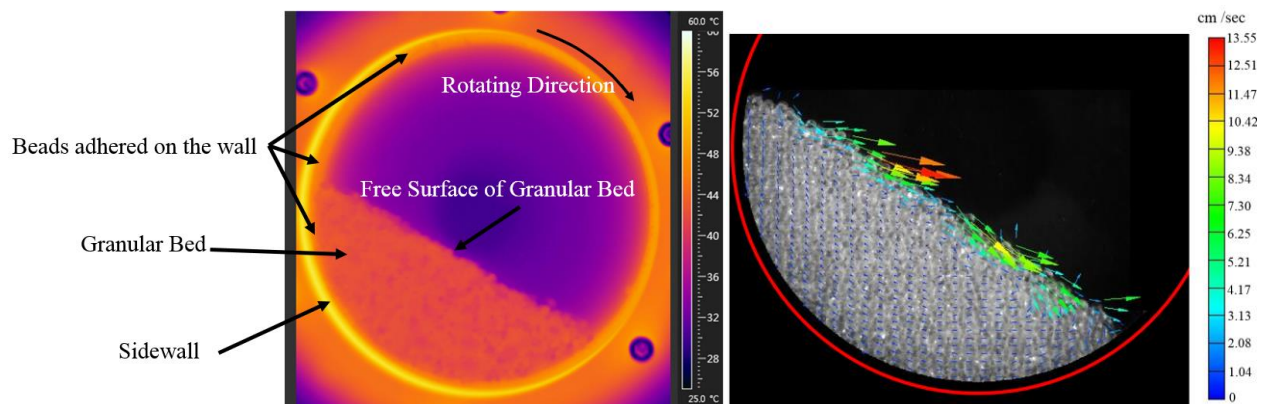 Beads adhered on the wall
Granular Bed
Sidewall
Rotating Direction
Free Surface of Granular Bed
60.0 °C
56
52
48
44
40
36
32
28
25.0 °C
cm /sec
13.55
12.51
11.47
10.42
9.38
8.34
7.30
6.25
5.21
4.17
3.13
2.08
1.04
0